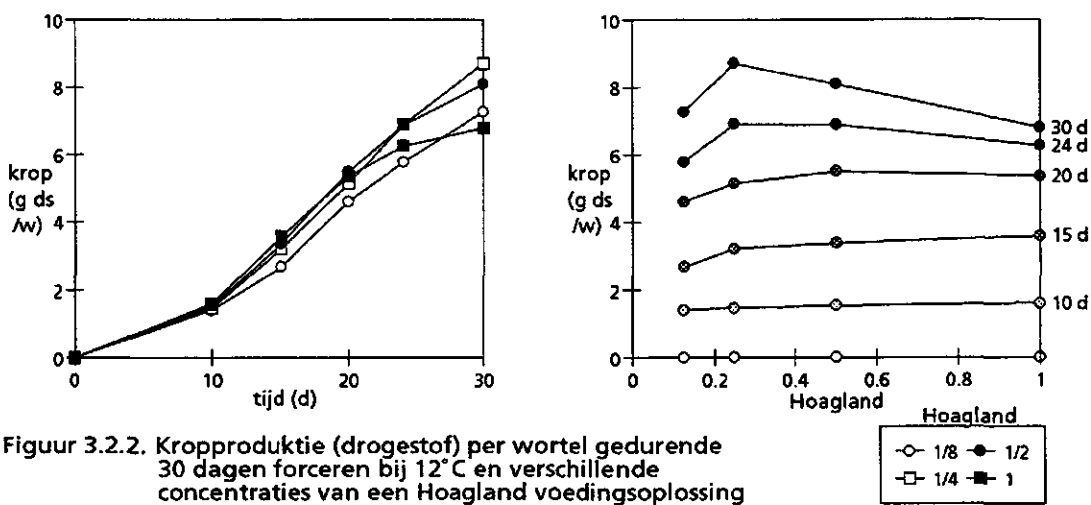 10
8
6
4
2
0
krop
(g ds
/w)
0 10 20 30
tijd (d)
10
8
6
4
2
0
krop
(g ds
/w)
30 d
24 d
20 d
15 d
10 d
0 0.2 0.4 0.6 0.8 1
Hoagland
Hoagland
1/8 1/2
1/4 1
Figuur 3.2.2. Kropproduktie (drogestof) per wortel gedurende
30 dagen forceren bij 12°C en verschillende
concentraties van een Hoagland voedingsoplossing